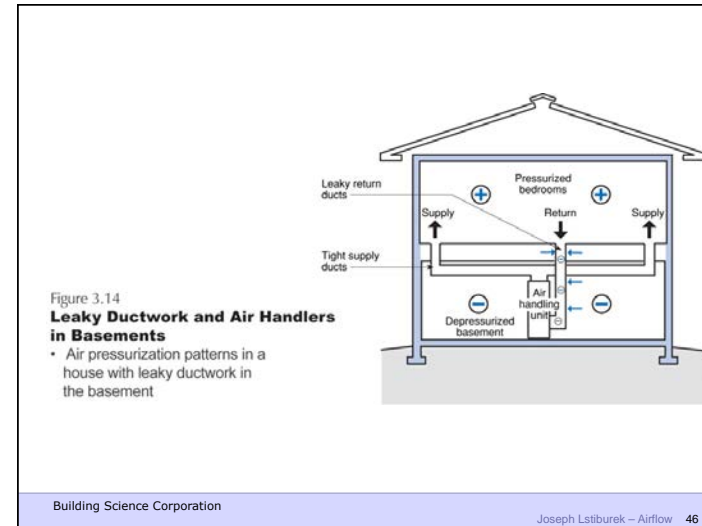 Leaky return
ducts
Pressurized
bedrooms
Supply
Return
Supply
Tight supply
ducts
Air
handling
unit
Depressurized
basement
Figure 3.14
Leaky Ductwork and Air Handlers
in Basements
• Air pressurization patterns in a
house with leaky ductwork in
the basement
Building Science Corporation
Joseph Lstiburek – Airflow 46